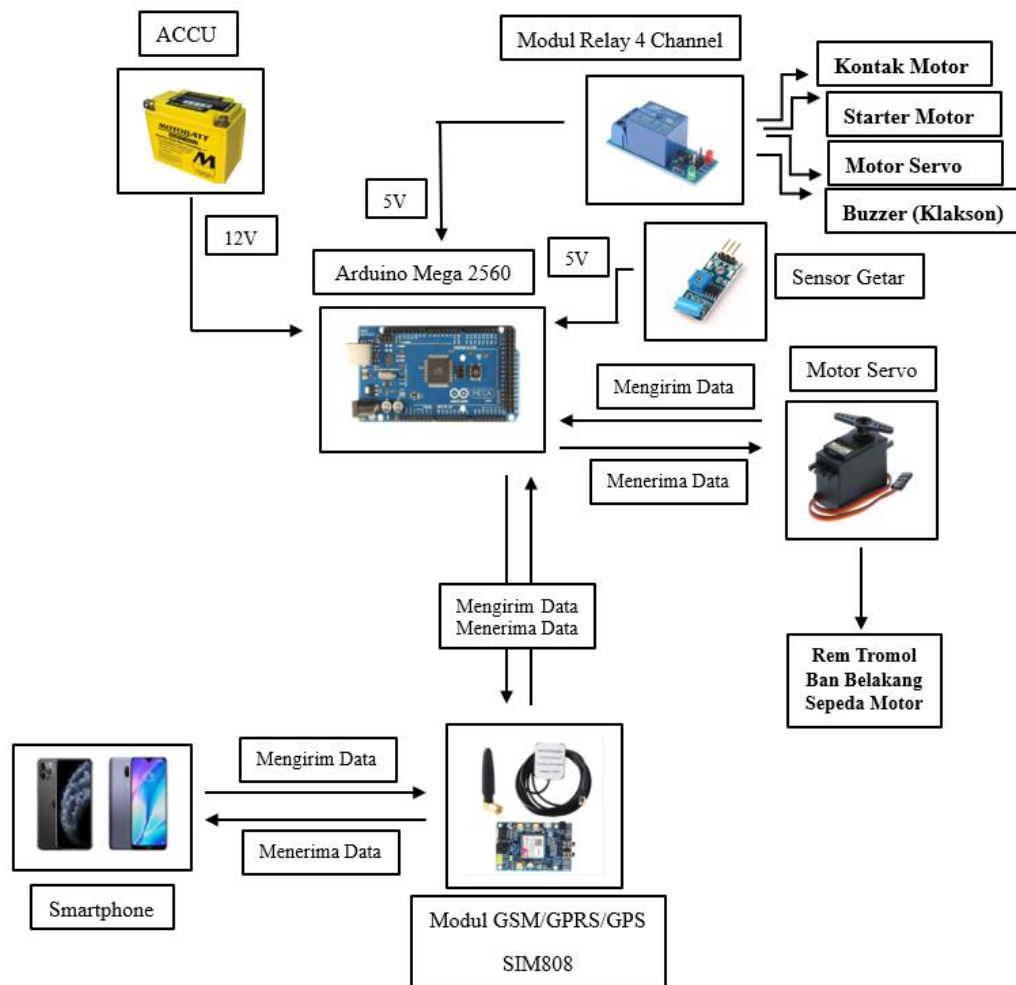 ACCU
Modul Relay 4 Channel
Kontak Motor
Starter Motor
Motor Servo
Buzzer (Klakson)
MOTOBATT
M
5V
12V
Arduino Mega 2560
5V
Sensor Getar
Mengirim Data
Motor Servo
Menerima Data
MEGA
Mengirim Data
Menerima Data
Rem Tromol
Ban Belakang
Sepeda Motor
Mengirim Data
Menerima Data
Smartphone
Modul GSM/GPRS/GPS
SIM808